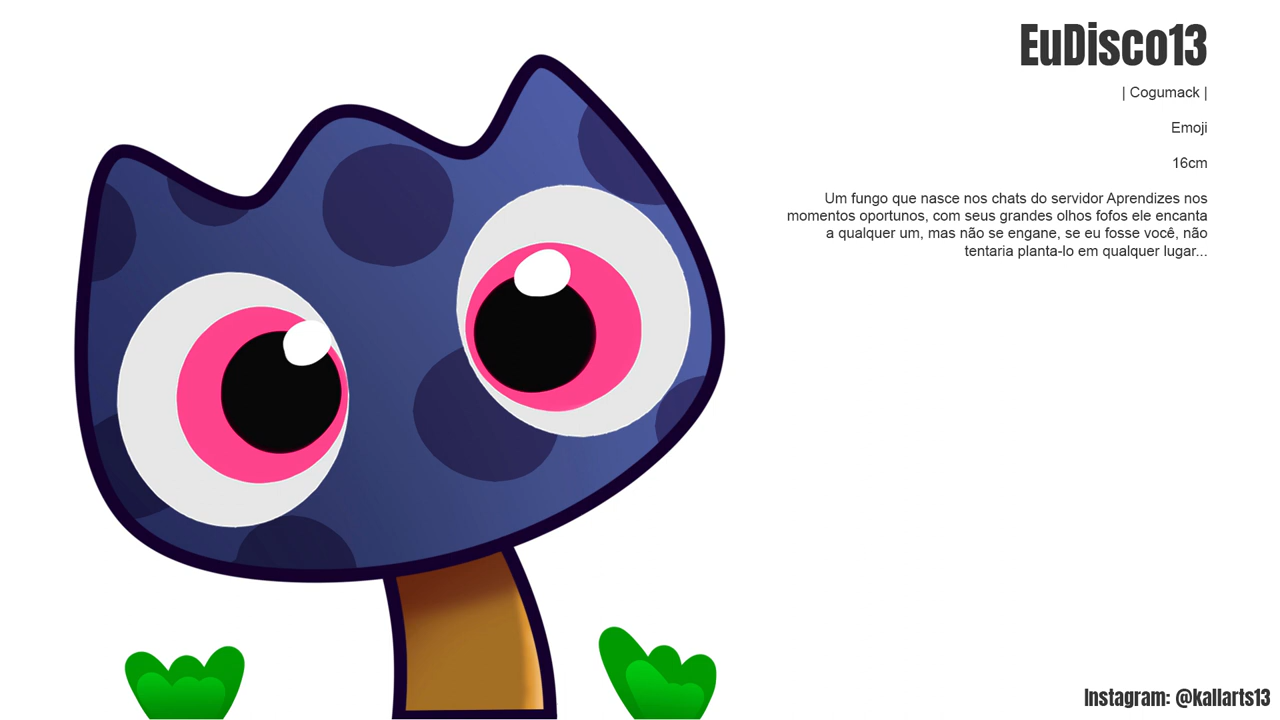 EuDisco13
| Cogumack |
Emoji
16cm
Um fungo que nasce nos chats do servidor Aprendizes nos
momentos oportunos, com seus grandes olhos fofos ele encanta
a qualquer um, mas não se engane, se eu fosse você, não
tentaria planta-lo em qualquer lugar...
Instagram: @kallarts13